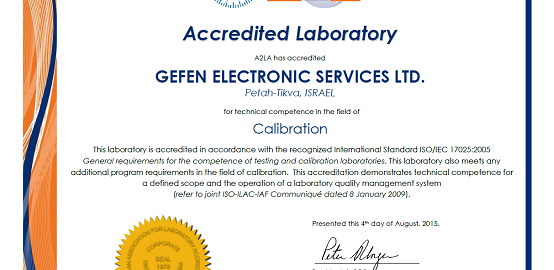 Accredited Laboratory
A2LA has accredited
GEFEN ELECTRONIC SERVICES LTD.
Petah-Tikva, ISRAEL
for technical competence in the field of
Calibration
This laboratory is accredited in accordance with the recognized International Standard ISO/IEC 17025:2005
General requirements for the competence of testing and calibration laboratories. This laboratory also meets any
additional program requirements in the field of calibration. This accreditation demonstrates technical competence for
a defined scope and the operation of a laboratory quality management system
(refer to joint ISO-ILAC-IAF Communiqué dated 8 January 2009).
Presented this 4th day of August, 2015.
CORPORATE
SEAL
1978